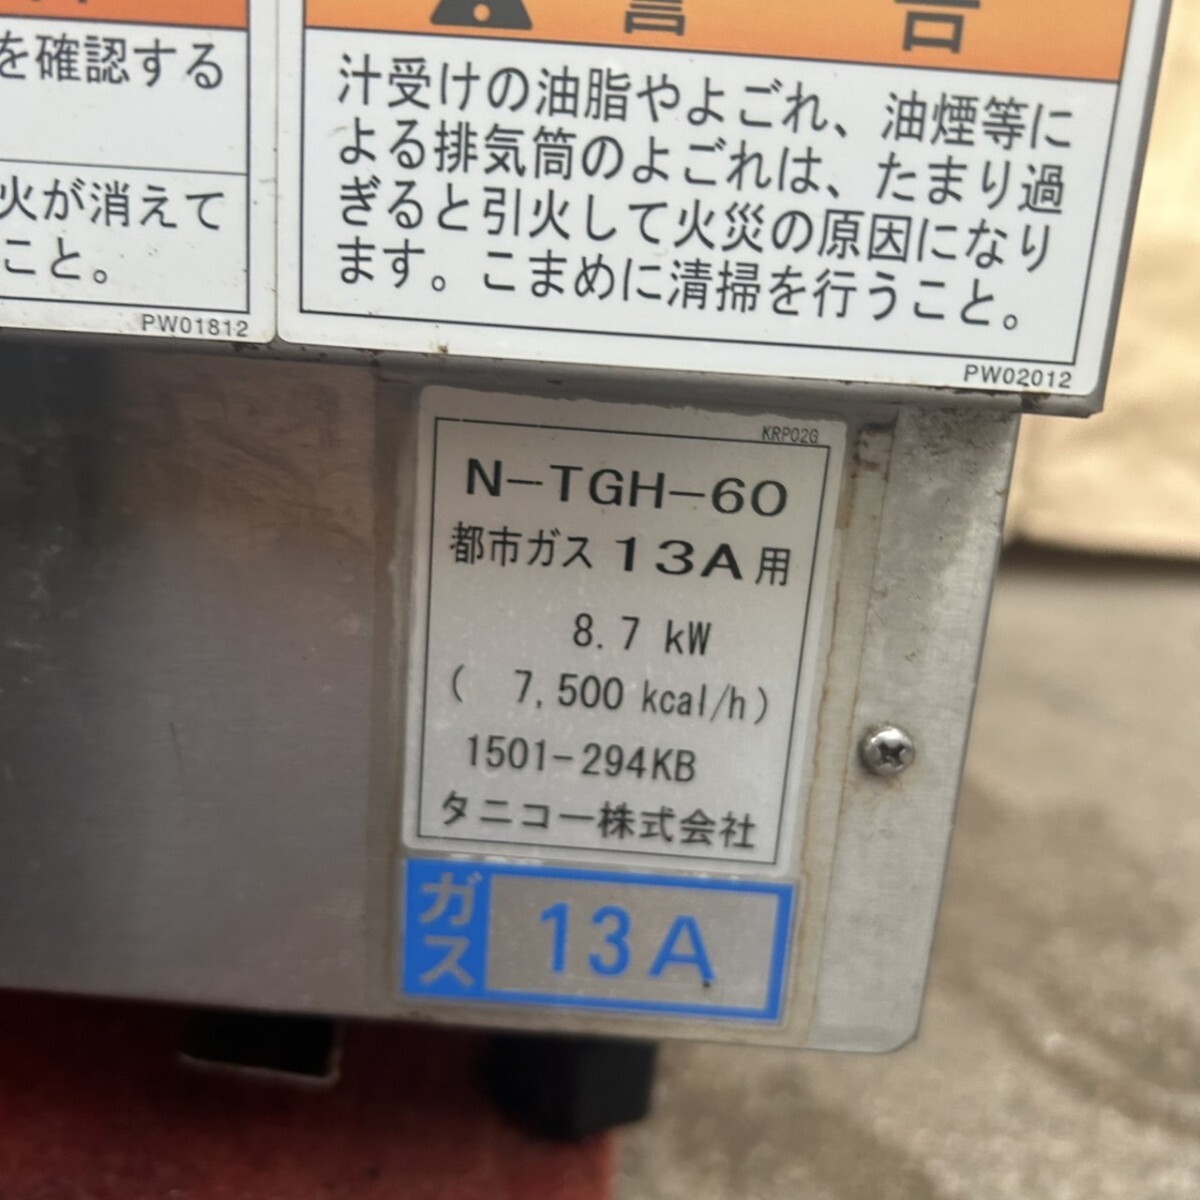 を確認する
火が消えて
こと。
PW01812
警告
汁受けの油脂やよごれ、油煙等に
よる排気筒のよごれは、たまり過
ぎると引火して火災の原因になり
ます。こまめに清掃を行うこと。
PW02012
KRP02G
N-TGH-60
都市ガス 13A 用
8.7 kW
( 7,500 kcal/h)
1501-294KB
タニコー株式会社
ガス 13A